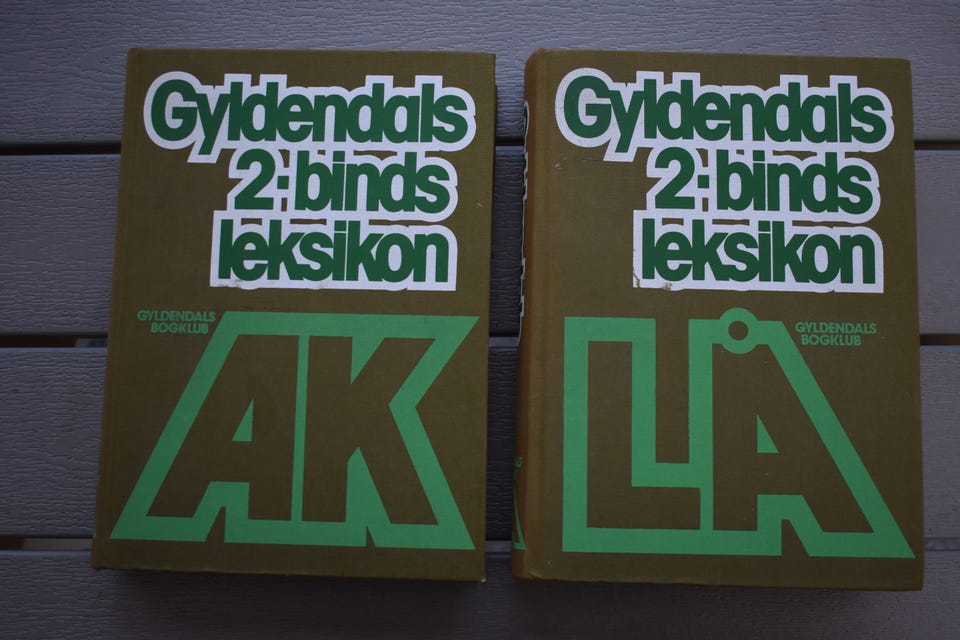 Gyldendals
2:binds
leksikon
GYLDENDALS
BOGKLUB
AK
Gyldendals
2:binds
leksikon
GYLDENDALS
BOGKLUB
LÅ